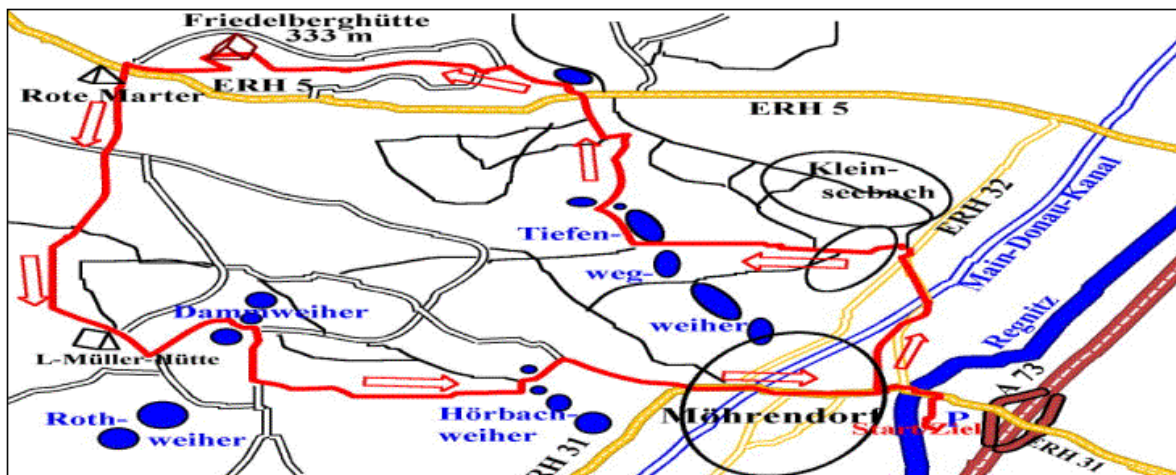 Friedelberghütte
333 m
ERH 5
Rote Marter
ERH 5
Klein-
seebach
ERH 32
Main-Donau-Kanal
Tiefen-
weg-
weiher
Regnitz
Dammweiher
L-Müller-Hütte
A 73
Möhrendorf
P
Start/Ziel
Roth-
weiher
Hörbach-
weiher
ERH 31
ERH 31